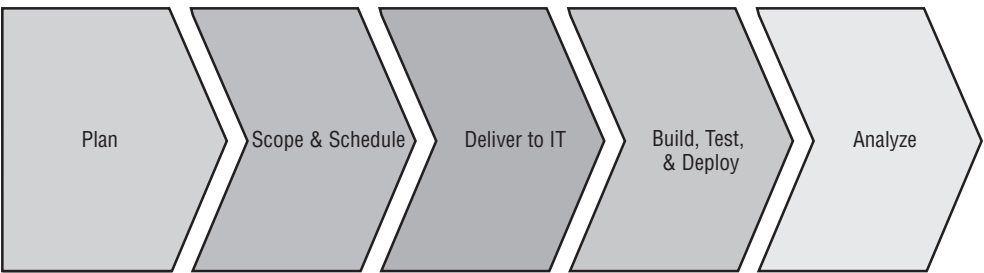 Plan
Scope & Schedule
Deliver to IT
Build, Test,
& Deploy
Analyze